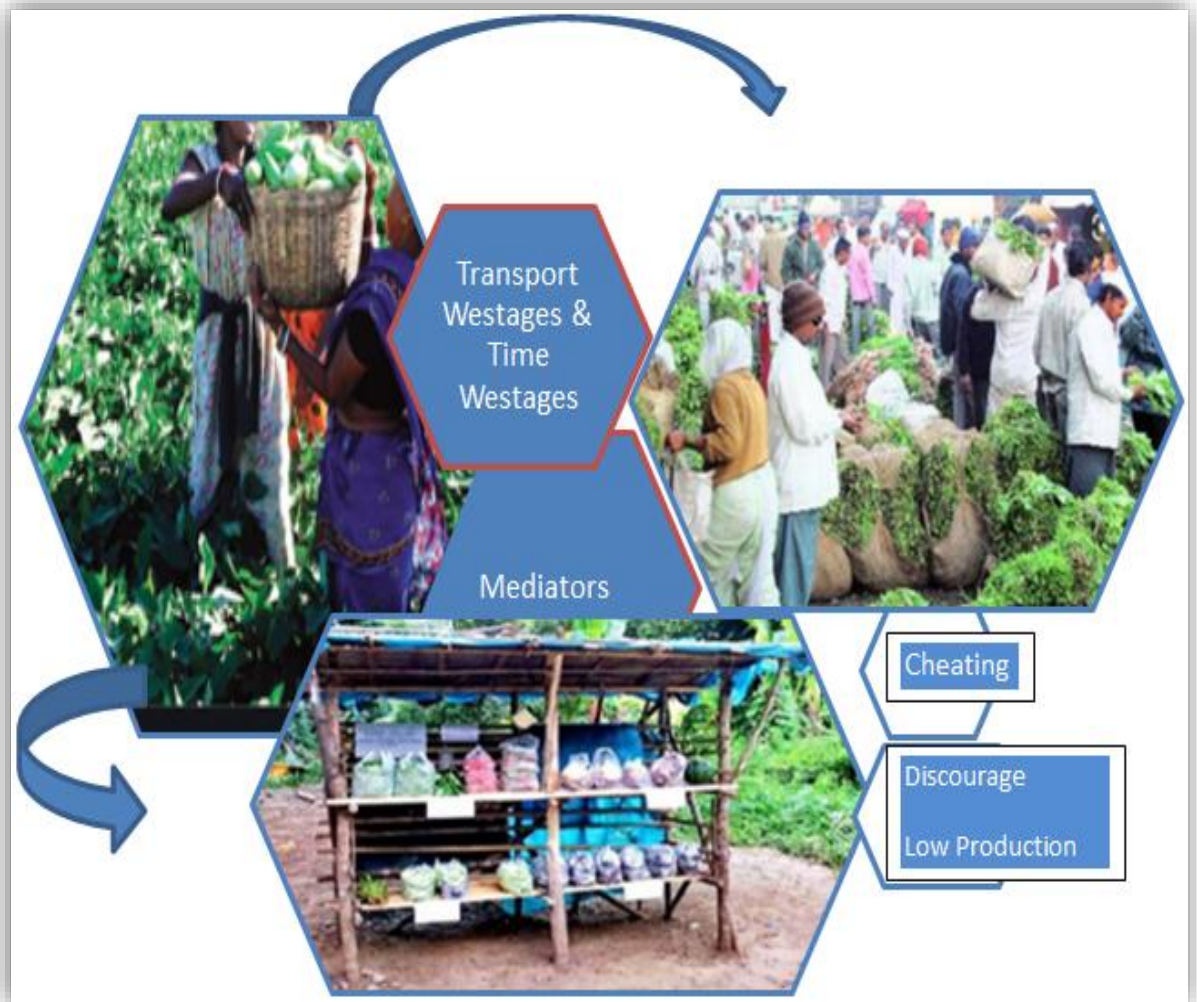 Transport
Westages &
Time
Westages
Mediators
Cheating
Discourage
Low Production